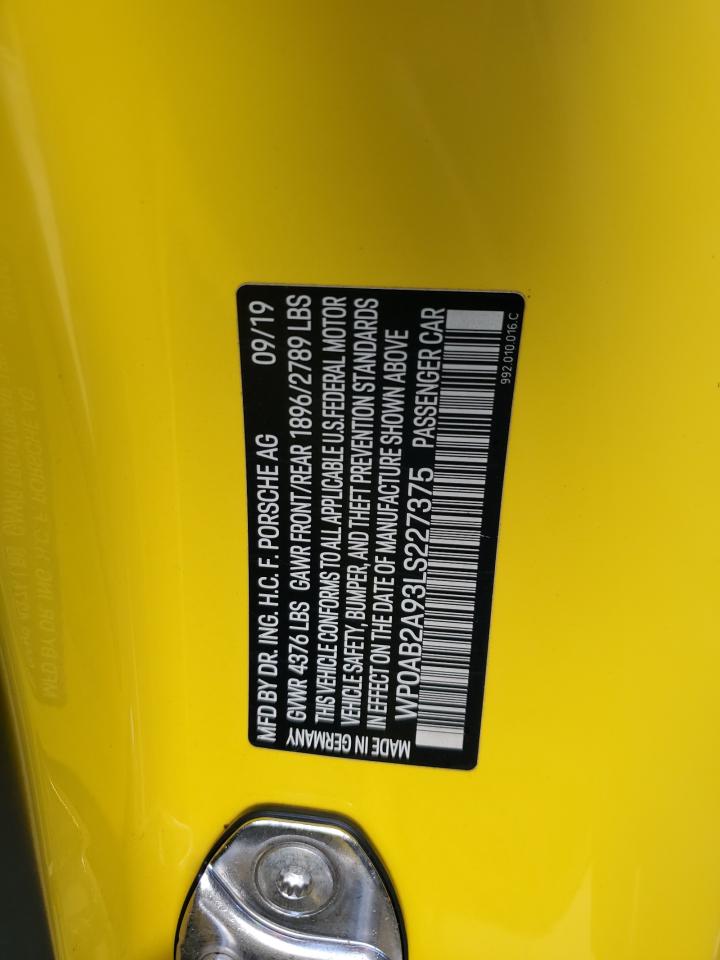 MFD BY DR. ING. H.C. F. PORSCHE AG 09/19
GVWR 4376 LBS GAWR FRONT/REAR 1896/2789 LBS
THIS VEHICLE CONFORMS TO ALL APPLICABLE U.S.FEDERAL MOTOR
VEHICLE SAFETY, BUMPER, AND THEFT PREVENTION STANDARDS
IN EFFECT ON THE DATE OF MANUFACTURE SHOWN ABOVE
MADE IN GERMANY
WP0AB2A93LS227375 PASSENGER CAR
992.010.016.C